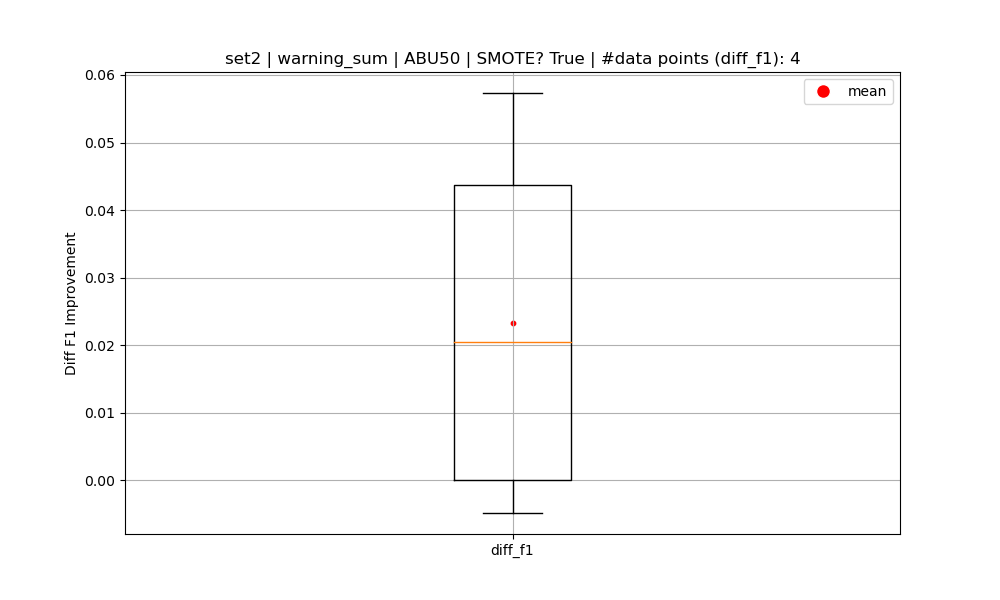 set2 | warning_sum | ABU50 | SMOTE? True | #data points (diff_f1): 4
mean
0.06
0.05
0.04
0.03
0.02
0.01
0.00
Diff F1 Improvement
diff_f1